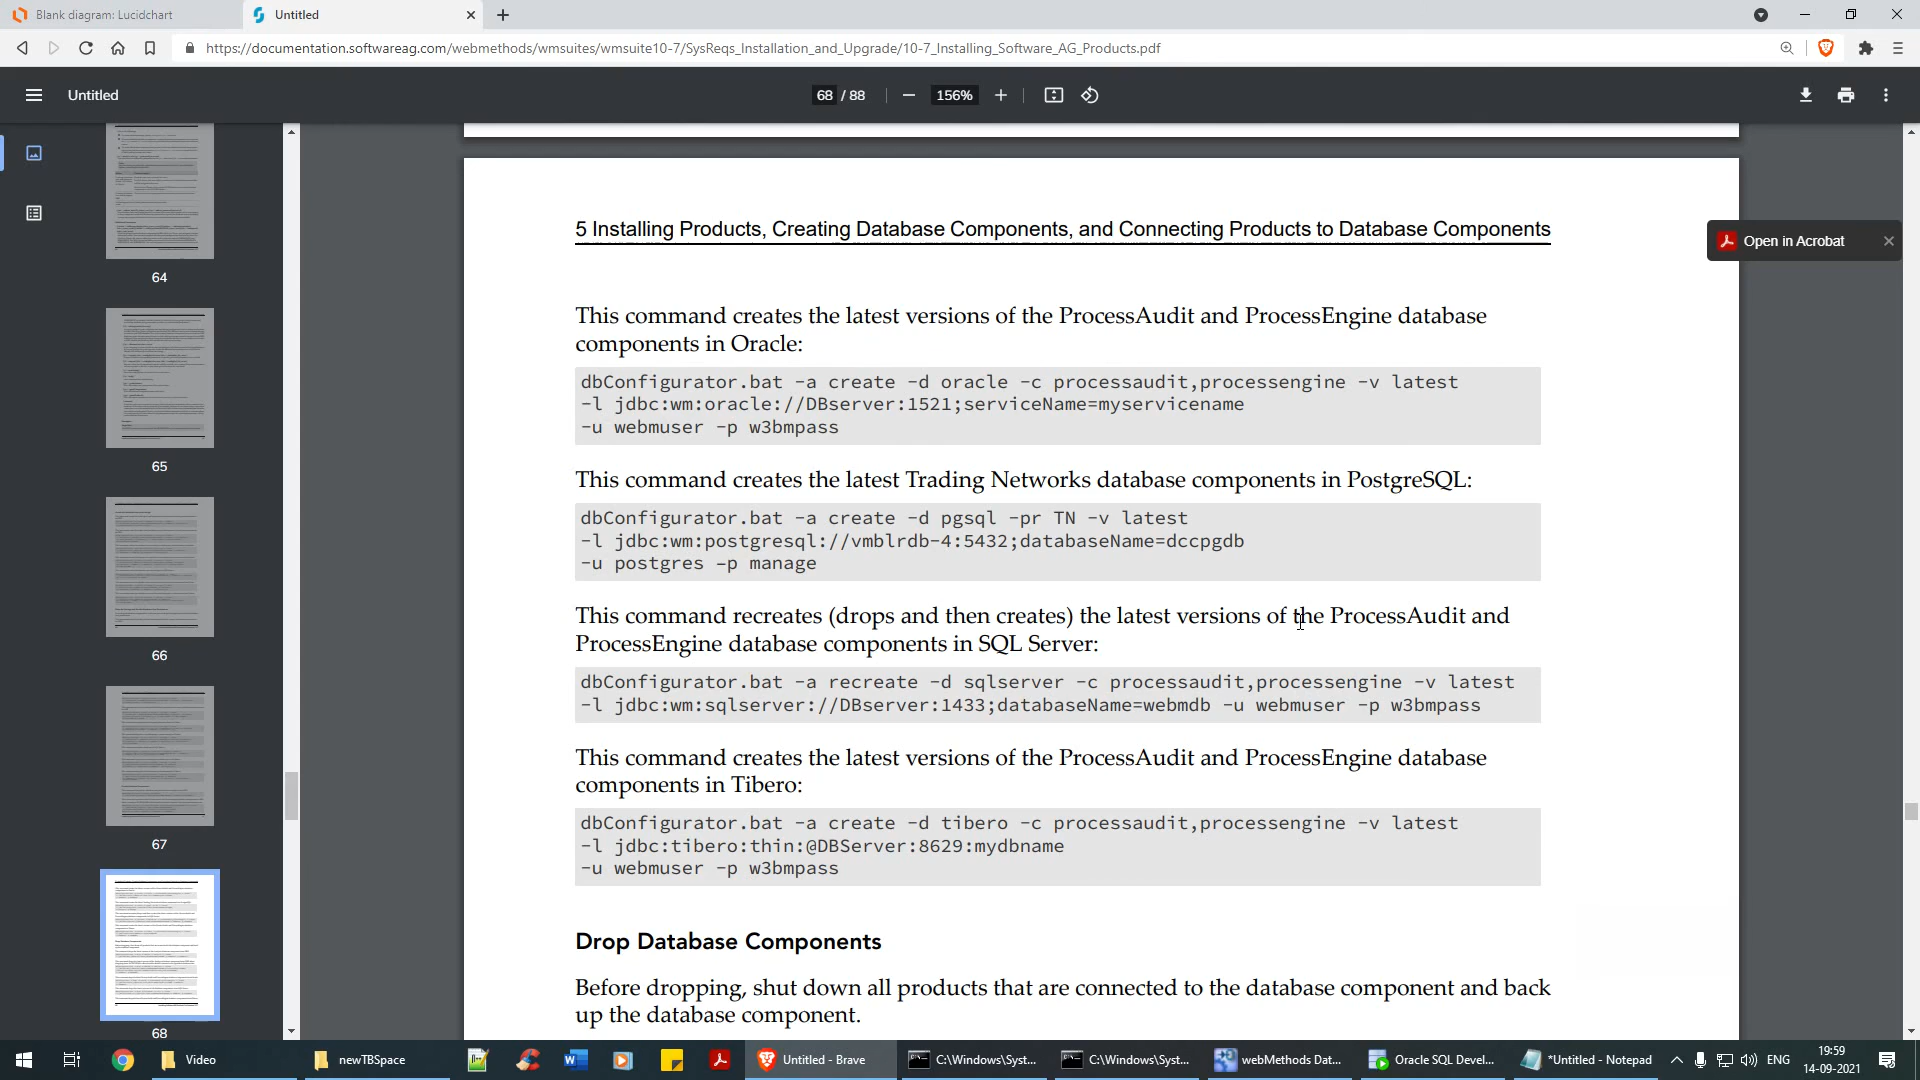 Blank diagram: Lucidchart
Untitled
https://documentation.softwareag.com/webmethods/wmsuites/wmsuite10-7/SysReqs_Installation_and_Upgrade/10-7_Installing_Software_AG_Products.pdf
Untitled
68 / 88
156%
64
65
66
67
68
Open in Acrobat
5 Installing Products, Creating Database Components, and Connecting Products to Database Components
This command creates the latest versions of the ProcessAudit and ProcessEngine database
components in Oracle:
dbConfigurator.bat -a create -d oracle -c processaudit,processengine -v latest
-l jdbc:wm:oracle://DBserver:1521;serviceName=myservicename
-u webmuser -p w3bmpass
This command creates the latest Trading Networks database components in PostgreSQL:
dbConfigurator.bat -a create -d pgsql -pr TN -v latest
-l jdbc:wm:postgresql://vmblrdb-4:5432;databaseName=dccpgdb
-u postgres –p manage
This command recreates (drops and then creates) the latest versions of the ProcessAudit and
ProcessEngine database components in SQL Server:
dbConfigurator.bat -a recreate -d sqlserver -c processaudit,processengine -v latest
-l jdbc:wm:sqlserver://DBserver:1433;databaseName=webmdb -u webmuser -p w3bmpass
This command creates the latest versions of the ProcessAudit and ProcessEngine database
components in Tibero:
dbConfigurator.bat -a create -d tibero -c processaudit,processengine -v latest
-l jdbc:tibero:thin:@DBServer:8629:mydbname
-u webmuser -p w3bmpass
Drop Database Components
Before dropping, shut down all products that are connected to the database component and back
up the database component.
Video
newTBSpace
Untitled - Brave
C:\Windows\Syst...
C:\Windows\Syst...
webMethods Dat...
Oracle SQL Devel...
*Untitled - Notepad
ENG
19:59
14-09-2021